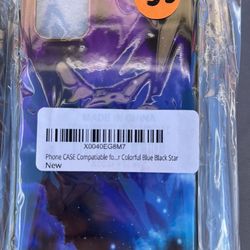 MADE IN CHINA
X0040EG8M7
Phone CASE Compatiable fo...r Colorful Blue Black Star
New